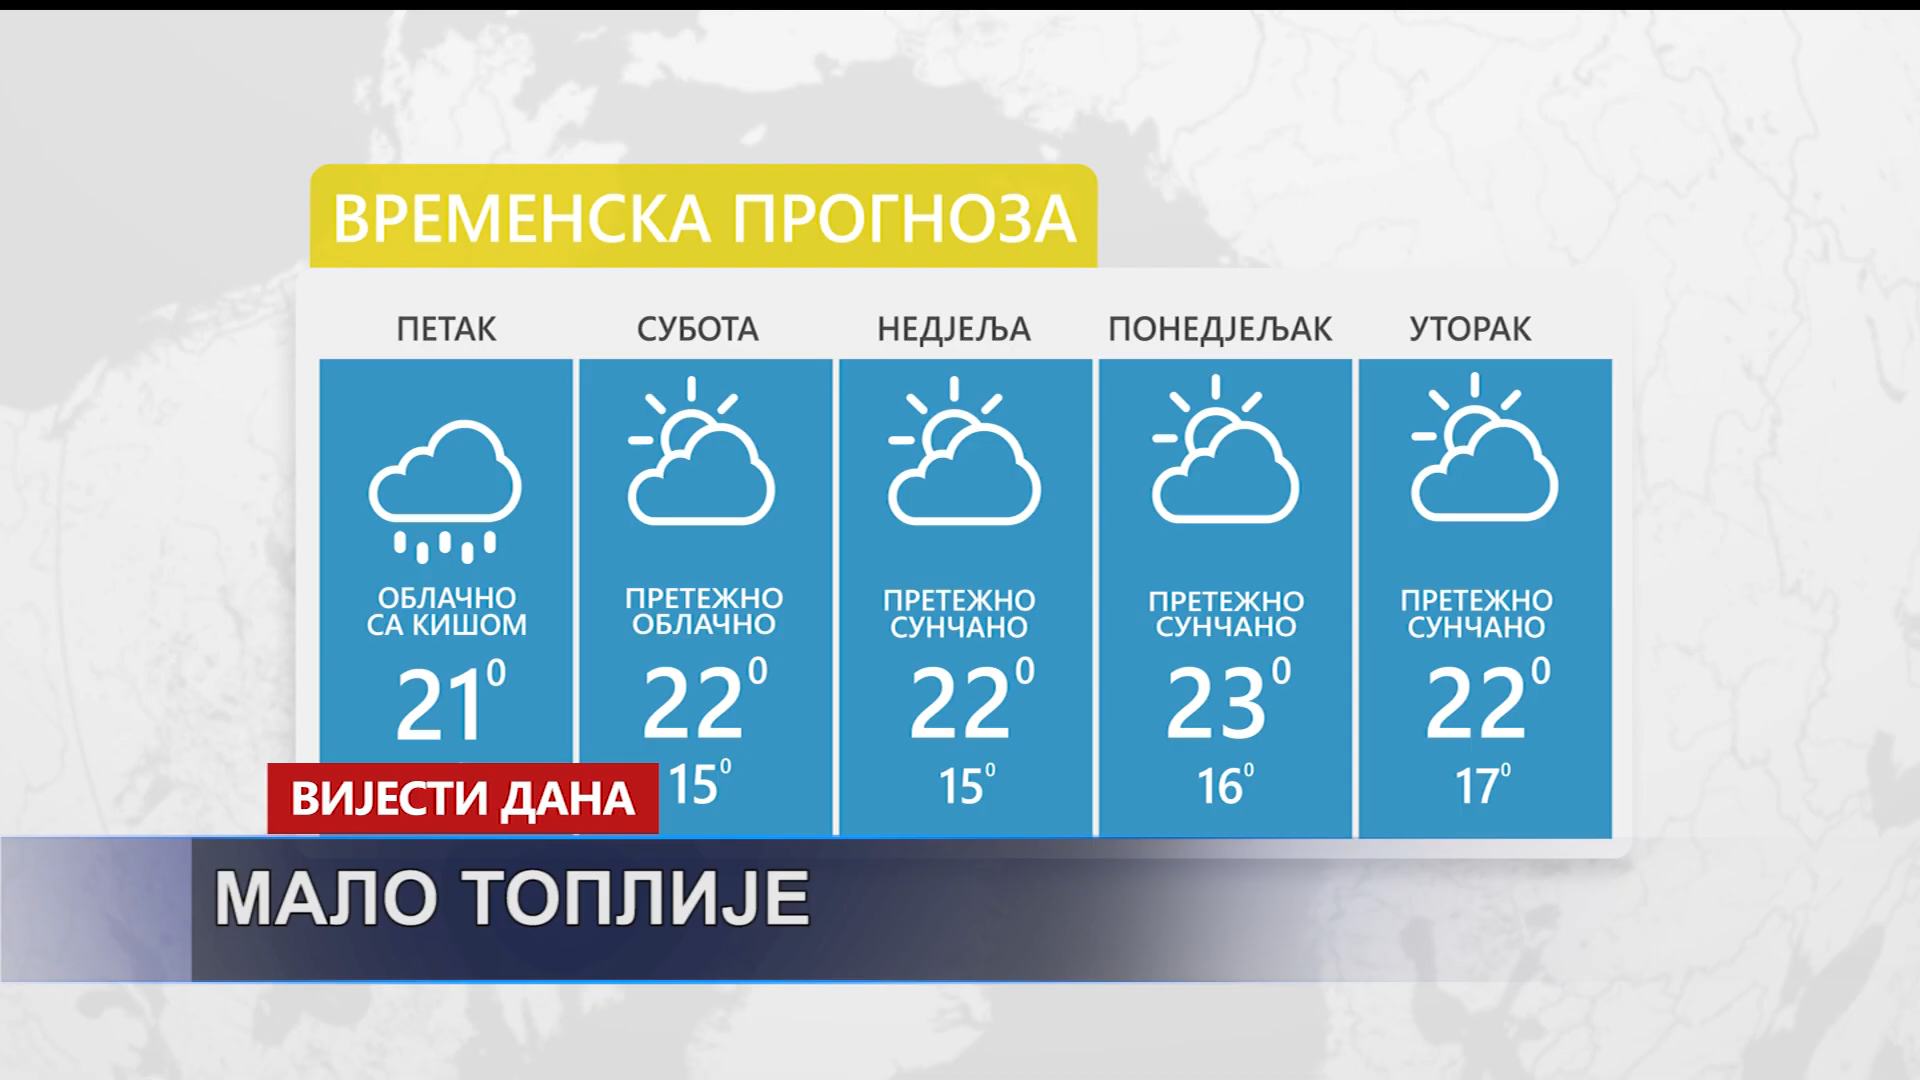 ВРЕМЕНСКА ПРОГНОЗА
ПЕТАК
СУБОТА
НЕДЈЕЉА
ПОНЕДЈЕЉАК
УТОРАК
ОБЛАЧНО
СА КИШОМ
21⁰
ПРЕТЕЖНО
ОБЛАЧНО
22⁰
15⁰
ПРЕТЕЖНО
СУНЧАНО
22⁰
15⁰
ПРЕТЕЖНО
СУНЧАНО
23⁰
16⁰
ПРЕТЕЖНО
СУНЧАНО
22⁰
17⁰
ВИЈЕСТИ ДАНА
МАЛО ТОПЛИЈЕ